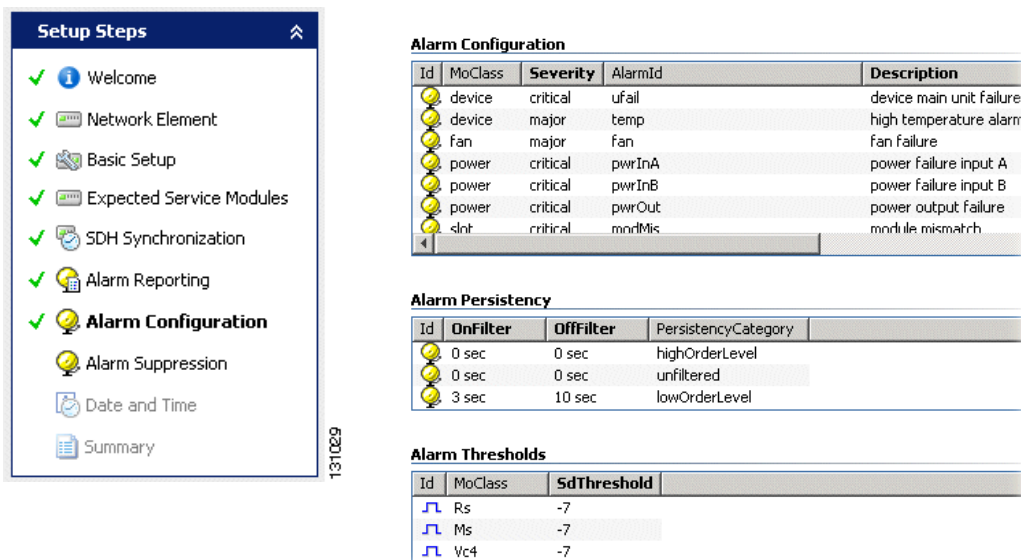 Setup Steps
Welcome
Network Element
Basic Setup
Expected Service Modules
SDH Synchronization
Alarm Reporting
Alarm Configuration
Alarm Suppression
Date and Time
Summary
131029
Alarm Configuration
Id MoClass Severity AlarmId Description
device critical ufail device main unit failure
device major temp high temperature alarm
fan major fan fan failure
power critical pwrInA power failure input A
power critical pwrInB power failure input B
power critical pwrOut power output failure
slot critical modMis module mismatch
Alarm Persistency
Id OnFilter OffFilter PersistencyCategory
0 sec 0 sec highOrderLevel
0 sec 0 sec unfiltered
3 sec 10 sec lowOrderLevel
Alarm Thresholds
Id MoClass SdThreshold
Rs -7
Ms -7
Vc4 -7